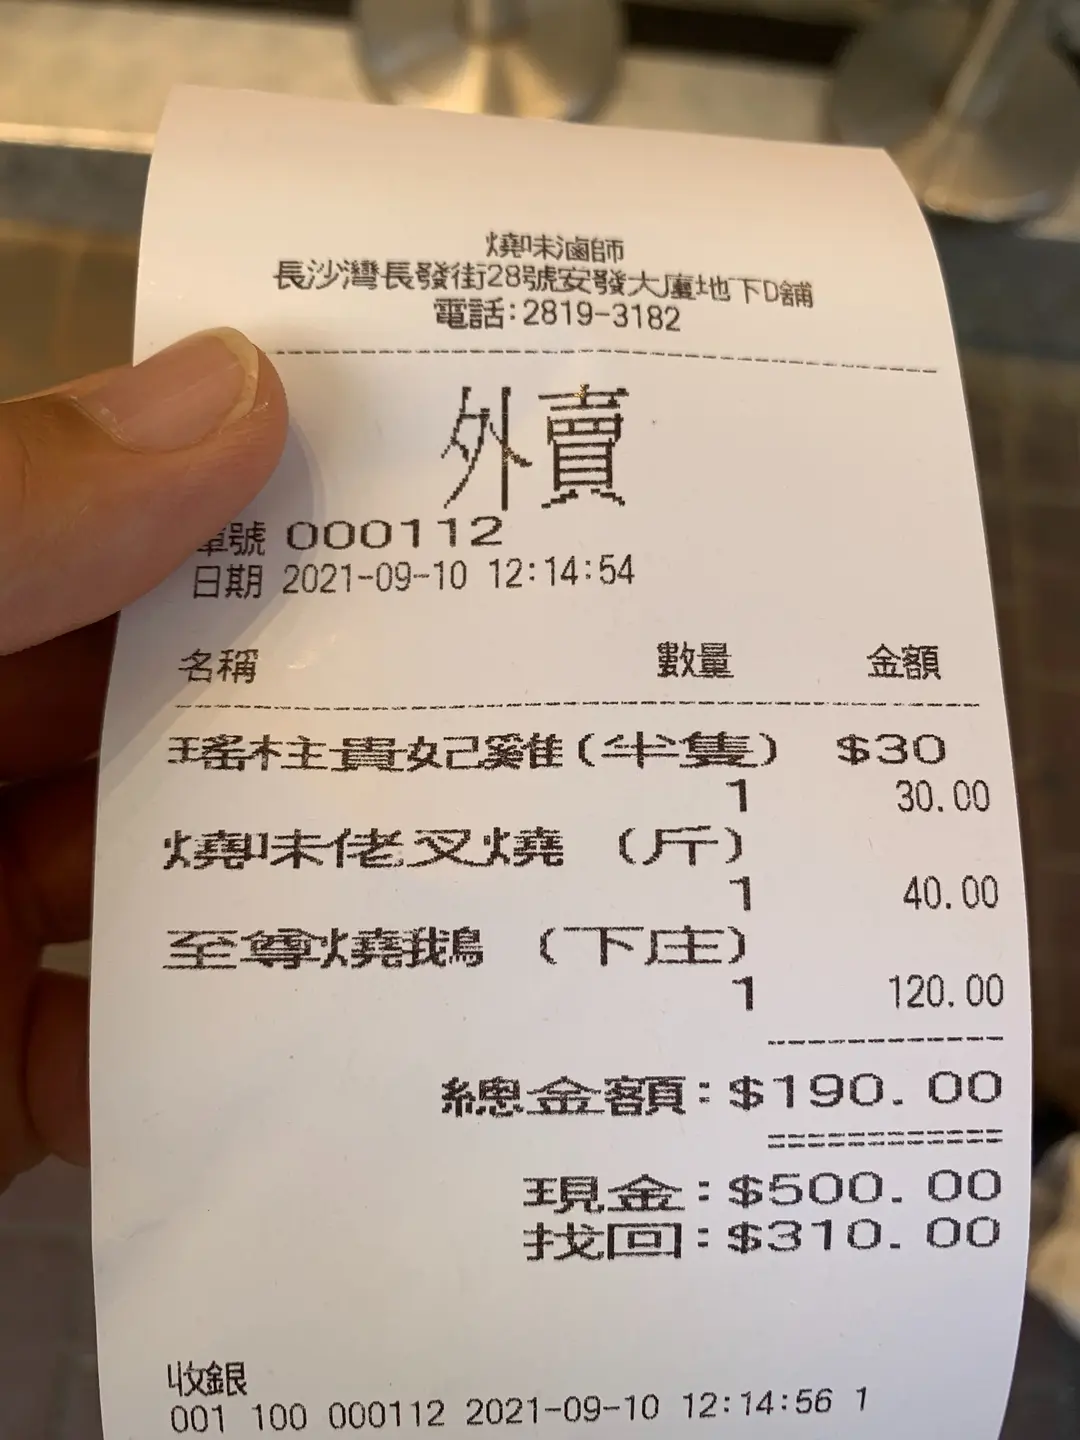 燒味滷師
長沙灣長發街28號安發大廈地下D舖
電話:2819-3182
外賣
單號 000112
日期 2021-09-10 12:14:54
名稱 數量 金額
瑤柱貴妃雞(半隻) $30
1 30.00
燒味佬叉燒 (斤)
1 40.00
至尊燒鵝 (下庄)
1 120.00
總金額:$190.00
現金:$500.00
找回:$310.00
收銀
001 100 000112 2021-09-10 12:14:56 1